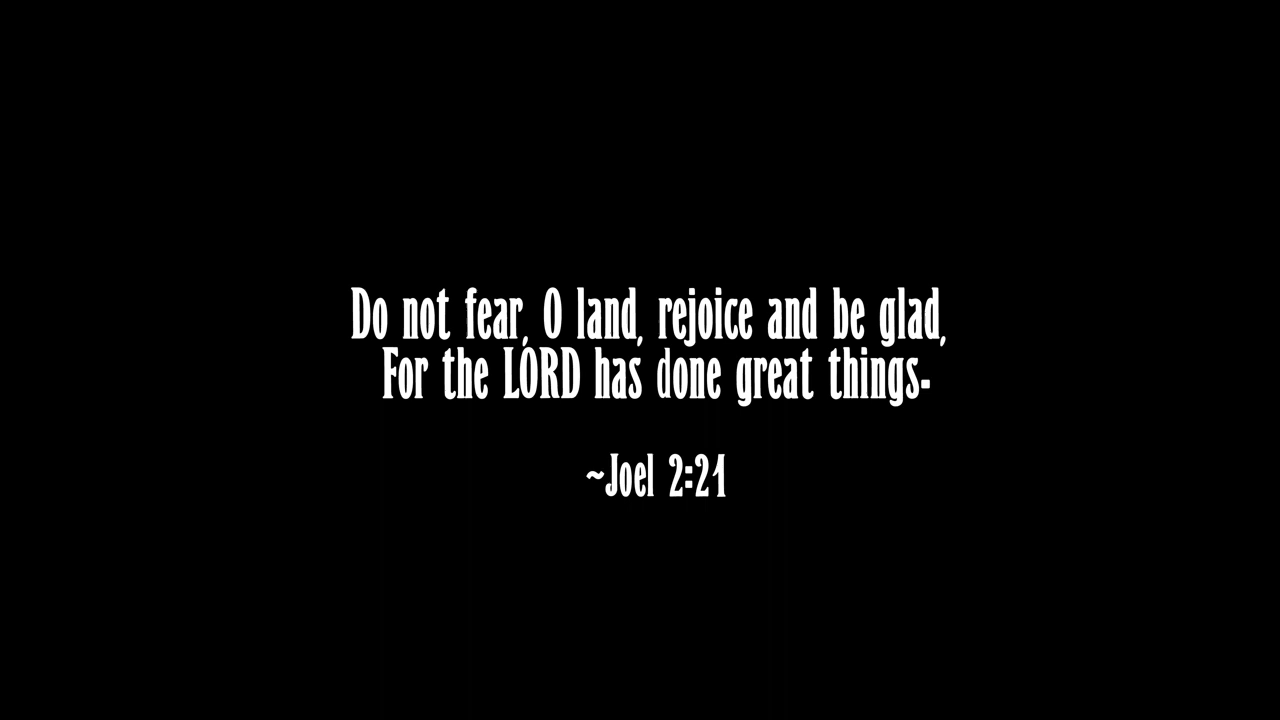 Do not fear, O land, rejoice and be glad,
For the LORD has done great things.
~Joel 2:21